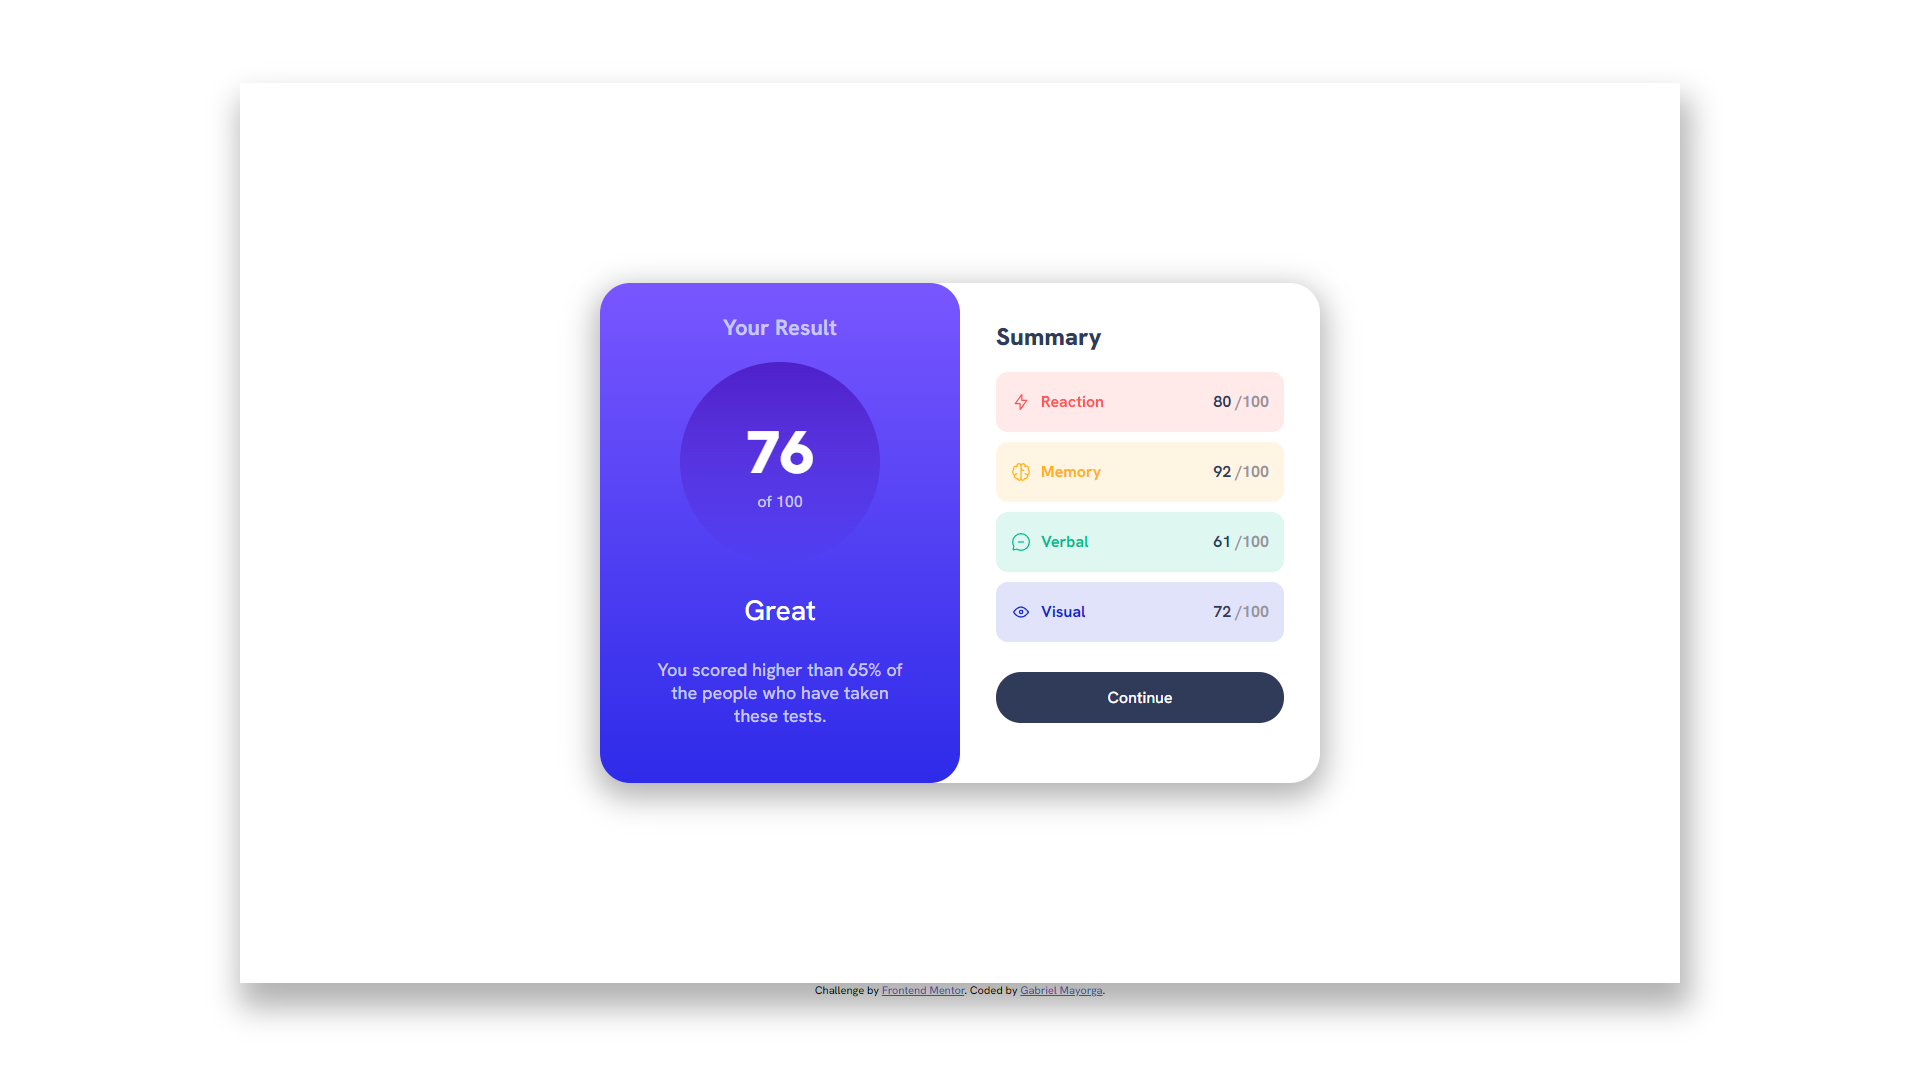 Your Result
76
of 100
Great
You scored higher than 65% of
the people who have taken
these tests.
Summary
Reaction 80 /100
Memory 92 /100
Verbal 61 /100
Visual 72 /100
Continue
Challenge by Frontend Mentor. Coded by Gabriel Mayorga.